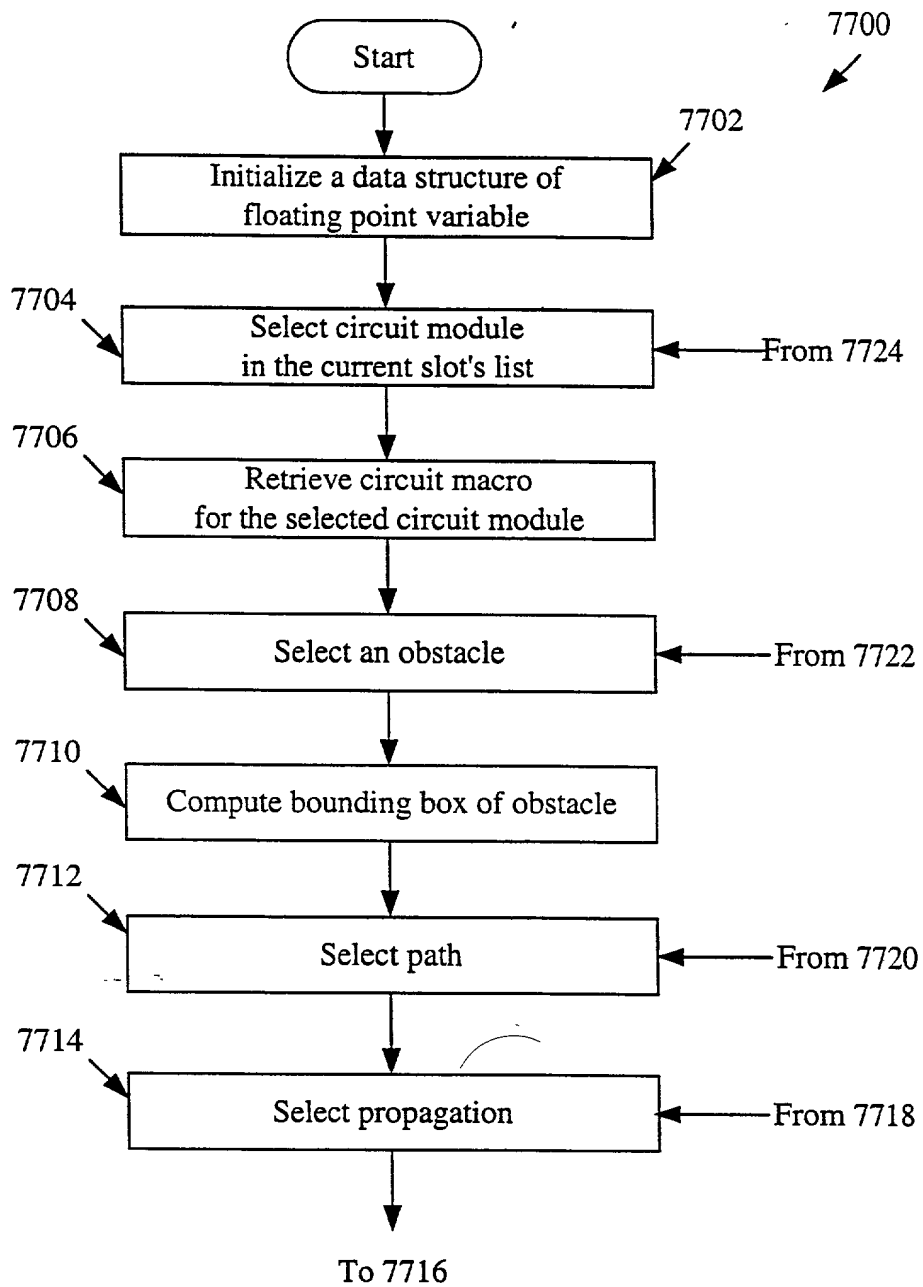 7700
Start
7702
Initialize a data structure of
floating point variable
7704
Select circuit module
in the current slot's list
From 7724
7706
Retrieve circuit macro
for the selected circuit module
7708
Select an obstacle
From 7722
7710
Compute bounding box of obstacle
7712
Select path
From 7720
7714
Select propagation
From 7718
To 7716